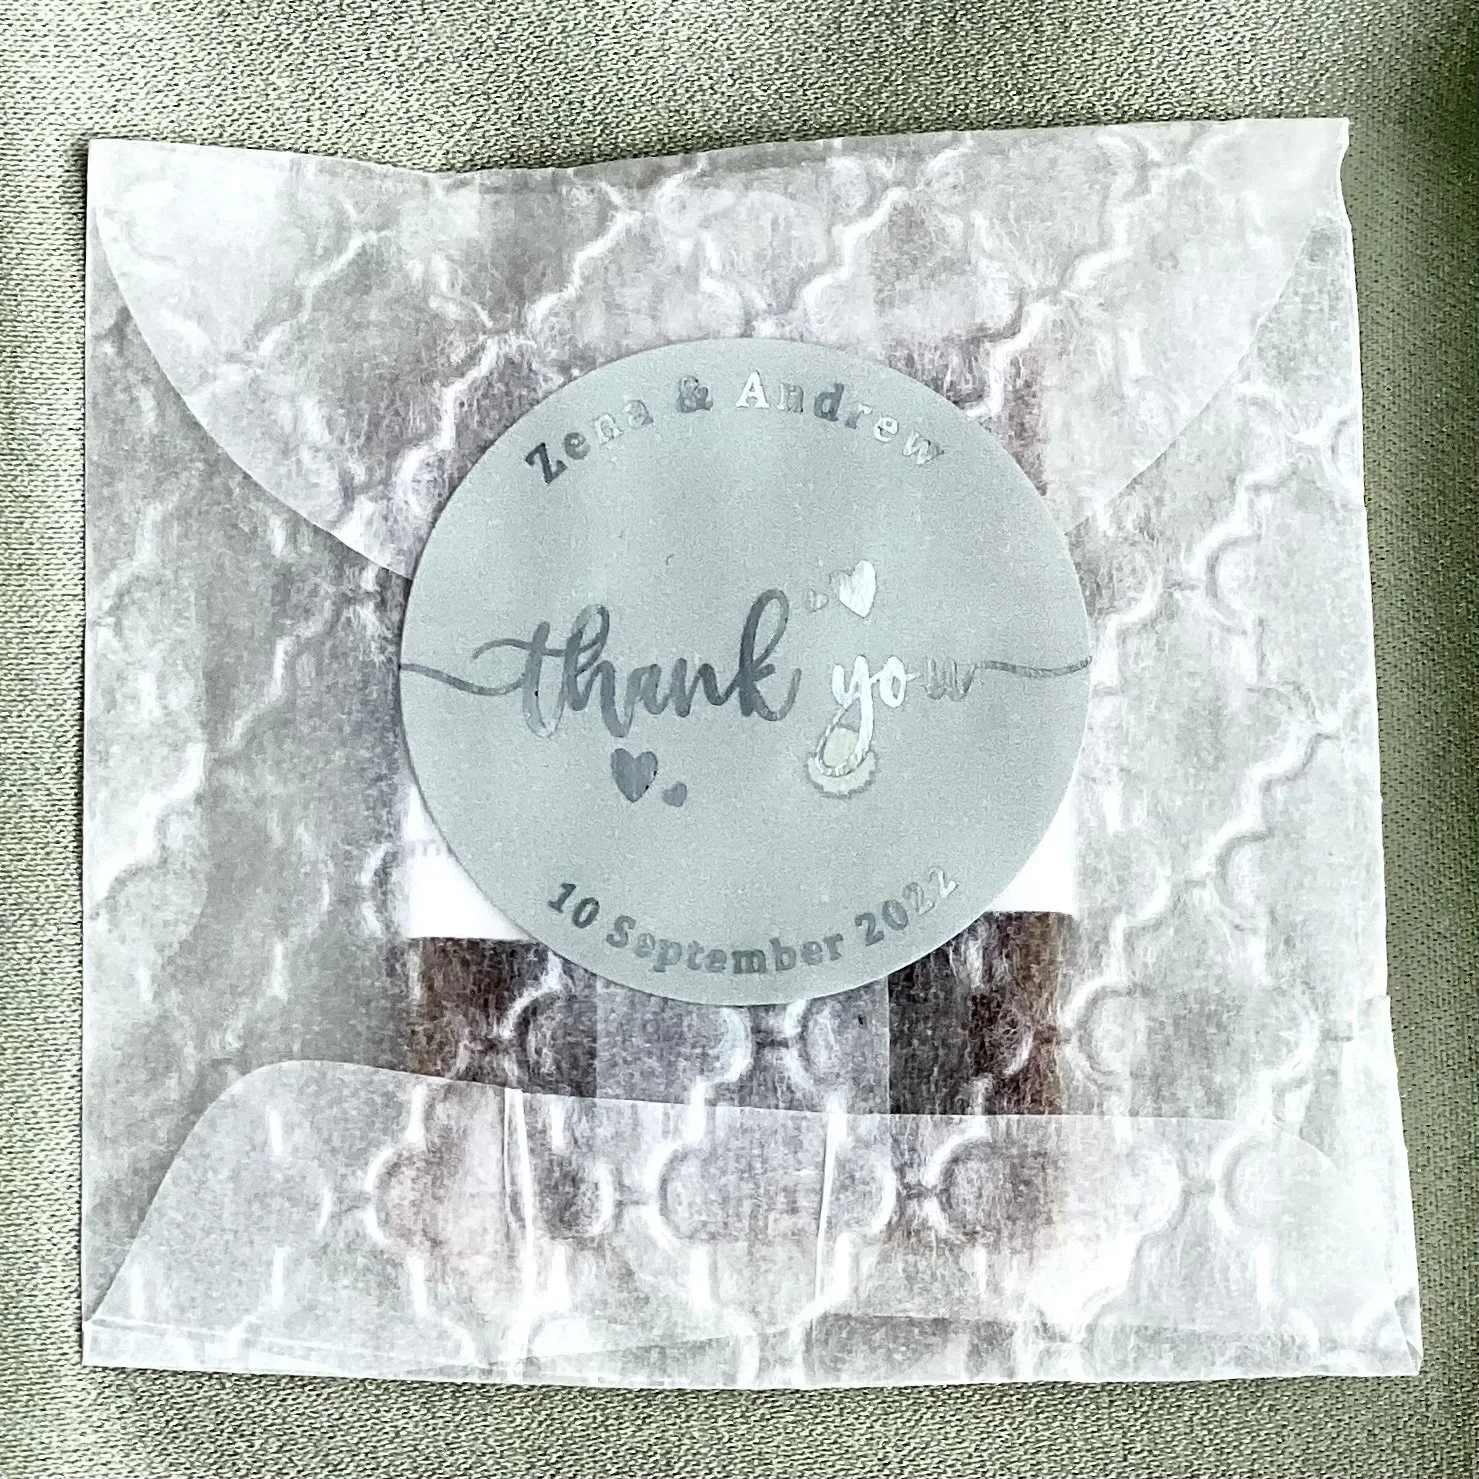 Zena & Andrew
thank you
10 September 2022